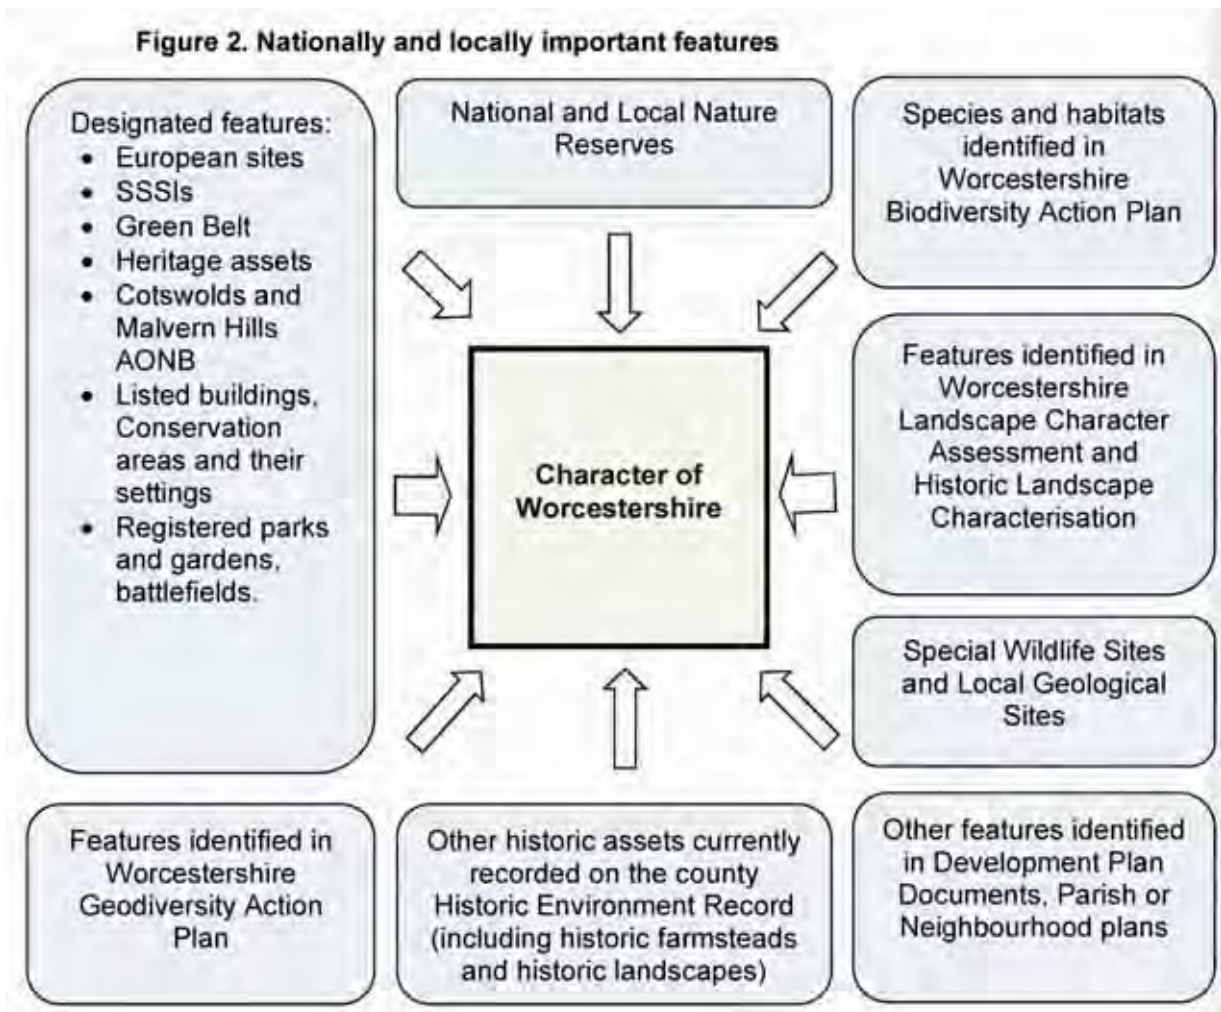 Figure 2. Nationally and locally important features
Designated features:
• European sites
• SSSIs
• Green Belt
• Heritage assets
• Cotswolds and
Malvern Hills
AONB
• Listed buildings,
Conservation
areas and their
settings
• Registered parks
and gardens,
battlefields.
National and Local Nature
Reserves
Species and habitats
identified in
Worcestershire
Biodiversity Action Plan
Character of
Worcestershire
Features identified in
Worcestershire
Landscape Character
Assessment and
Historic Landscape
Characterisation
Special Wildlife Sites
and Local Geological
Sites
Features identified in
Worcestershire
Geodiversity Action
Plan
Other historic assets currently
recorded on the county
Historic Environment Record
(including historic farmsteads
and historic landscapes)
Other features identified
in Development Plan
Documents, Parish or
Neighbourhood plans